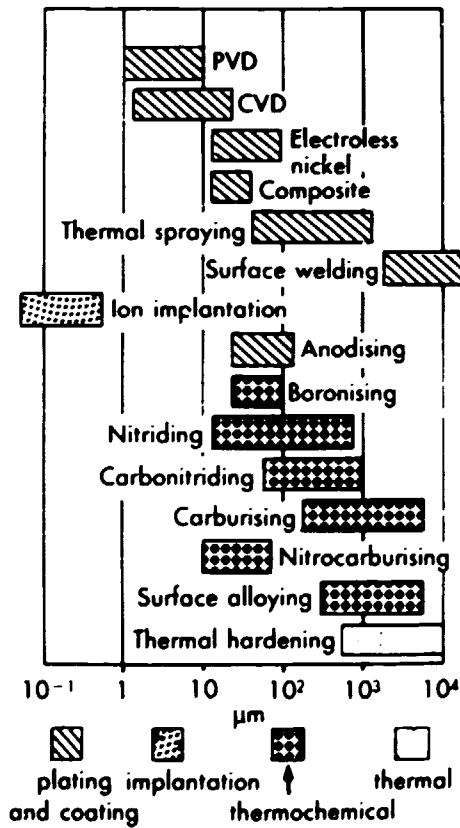 PVD
CVD
Electroless
nickel
Composite
Thermal spraying
Surface welding
Ion implantation
Anodising
Boronising
Nitriding
Carbonitriding
Carburising
Nitrocarburising
Surface alloying
Thermal hardening
10⁻¹ 1 10 10² 10³ 10⁴
μm
plating implantation thermal
and coating thermochemical